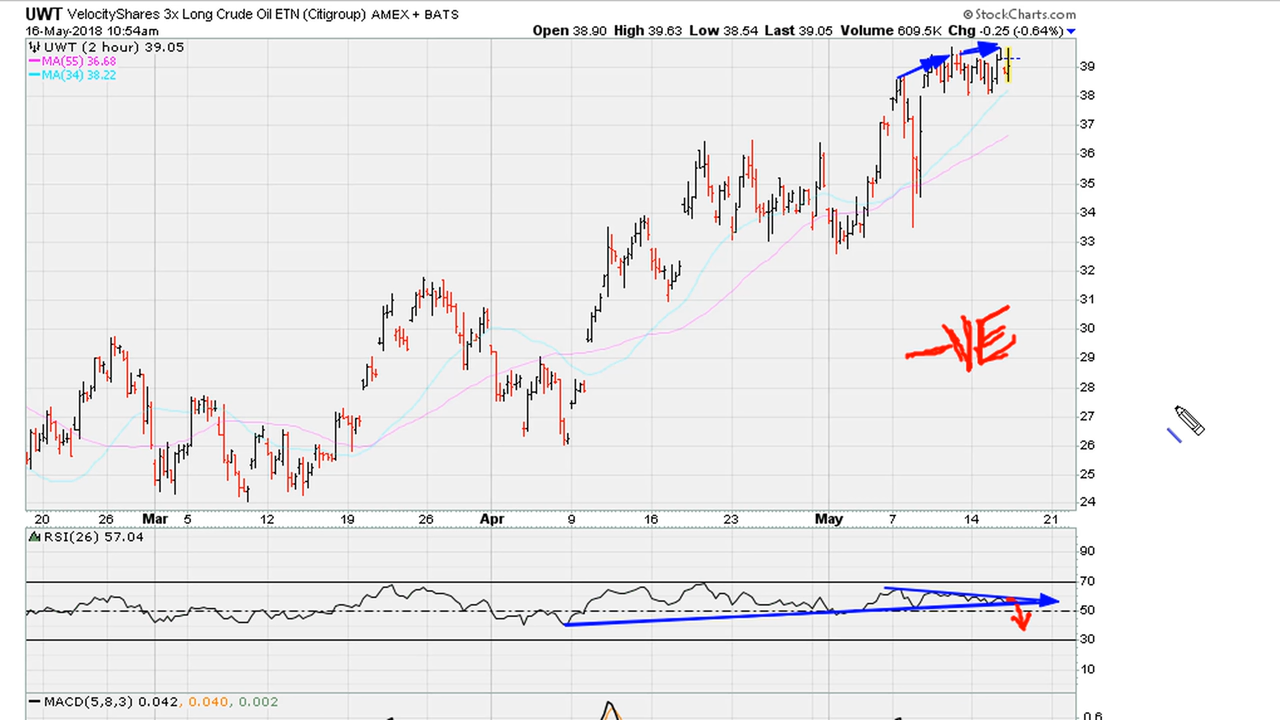 UWT VelocityShares 3x Long Crude Oil ETN (Citigroup) AMEX + BATS
© StockCharts.com
16-May-2018 10:54am
Open 38.90 High 39.63 Low 38.54 Last 39.05 Volume 609.5K Chg -0.25 (-0.64%)
UWT (2 hour) 39.05
MA(55) 36.68
MA(34) 38.22
39
38
37
36
35
34
33
32
31
30
29
28
27
26
25
24
-VE
20 26 Mar 5 12 19 26 Apr 9 16 23 May 7 14 21
RSI(26) 57.04
90
70
50
30
10
MACD(5,8,3) 0.042, 0.040, 0.002
0.6